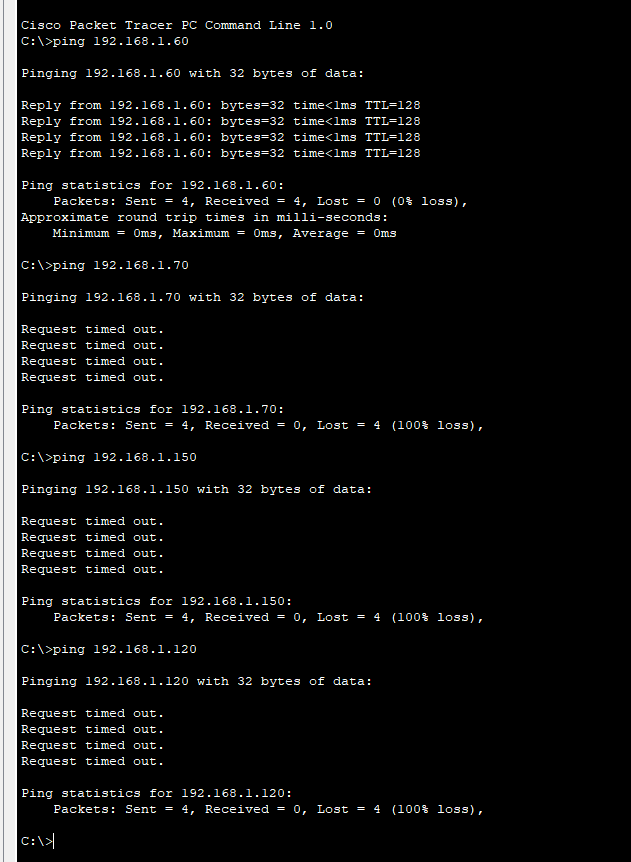 Cisco Packet Tracer PC Command Line 1.0
C:\>ping 192.168.1.60
Pinging 192.168.1.60 with 32 bytes of data:
Reply from 192.168.1.60: bytes=32 time<1ms TTL=128
Reply from 192.168.1.60: bytes=32 time<1ms TTL=128
Reply from 192.168.1.60: bytes=32 time<1ms TTL=128
Reply from 192.168.1.60: bytes=32 time<1ms TTL=128
Ping statistics for 192.168.1.60:
    Packets: Sent = 4, Received = 4, Lost = 0 (0% loss),
Approximate round trip times in milli-seconds:
    Minimum = 0ms, Maximum = 0ms, Average = 0ms
C:\>ping 192.168.1.70
Pinging 192.168.1.70 with 32 bytes of data:
Request timed out.
Request timed out.
Request timed out.
Request timed out.
Ping statistics for 192.168.1.70:
    Packets: Sent = 4, Received = 0, Lost = 4 (100% loss),
C:\>ping 192.168.1.150
Pinging 192.168.1.150 with 32 bytes of data:
Request timed out.
Request timed out.
Request timed out.
Request timed out.
Ping statistics for 192.168.1.150:
    Packets: Sent = 4, Received = 0, Lost = 4 (100% loss),
C:\>ping 192.168.1.120
Pinging 192.168.1.120 with 32 bytes of data:
Request timed out.
Request timed out.
Request timed out.
Request timed out.
Ping statistics for 192.168.1.120:
    Packets: Sent = 4, Received = 0, Lost = 4 (100% loss),
C:\>